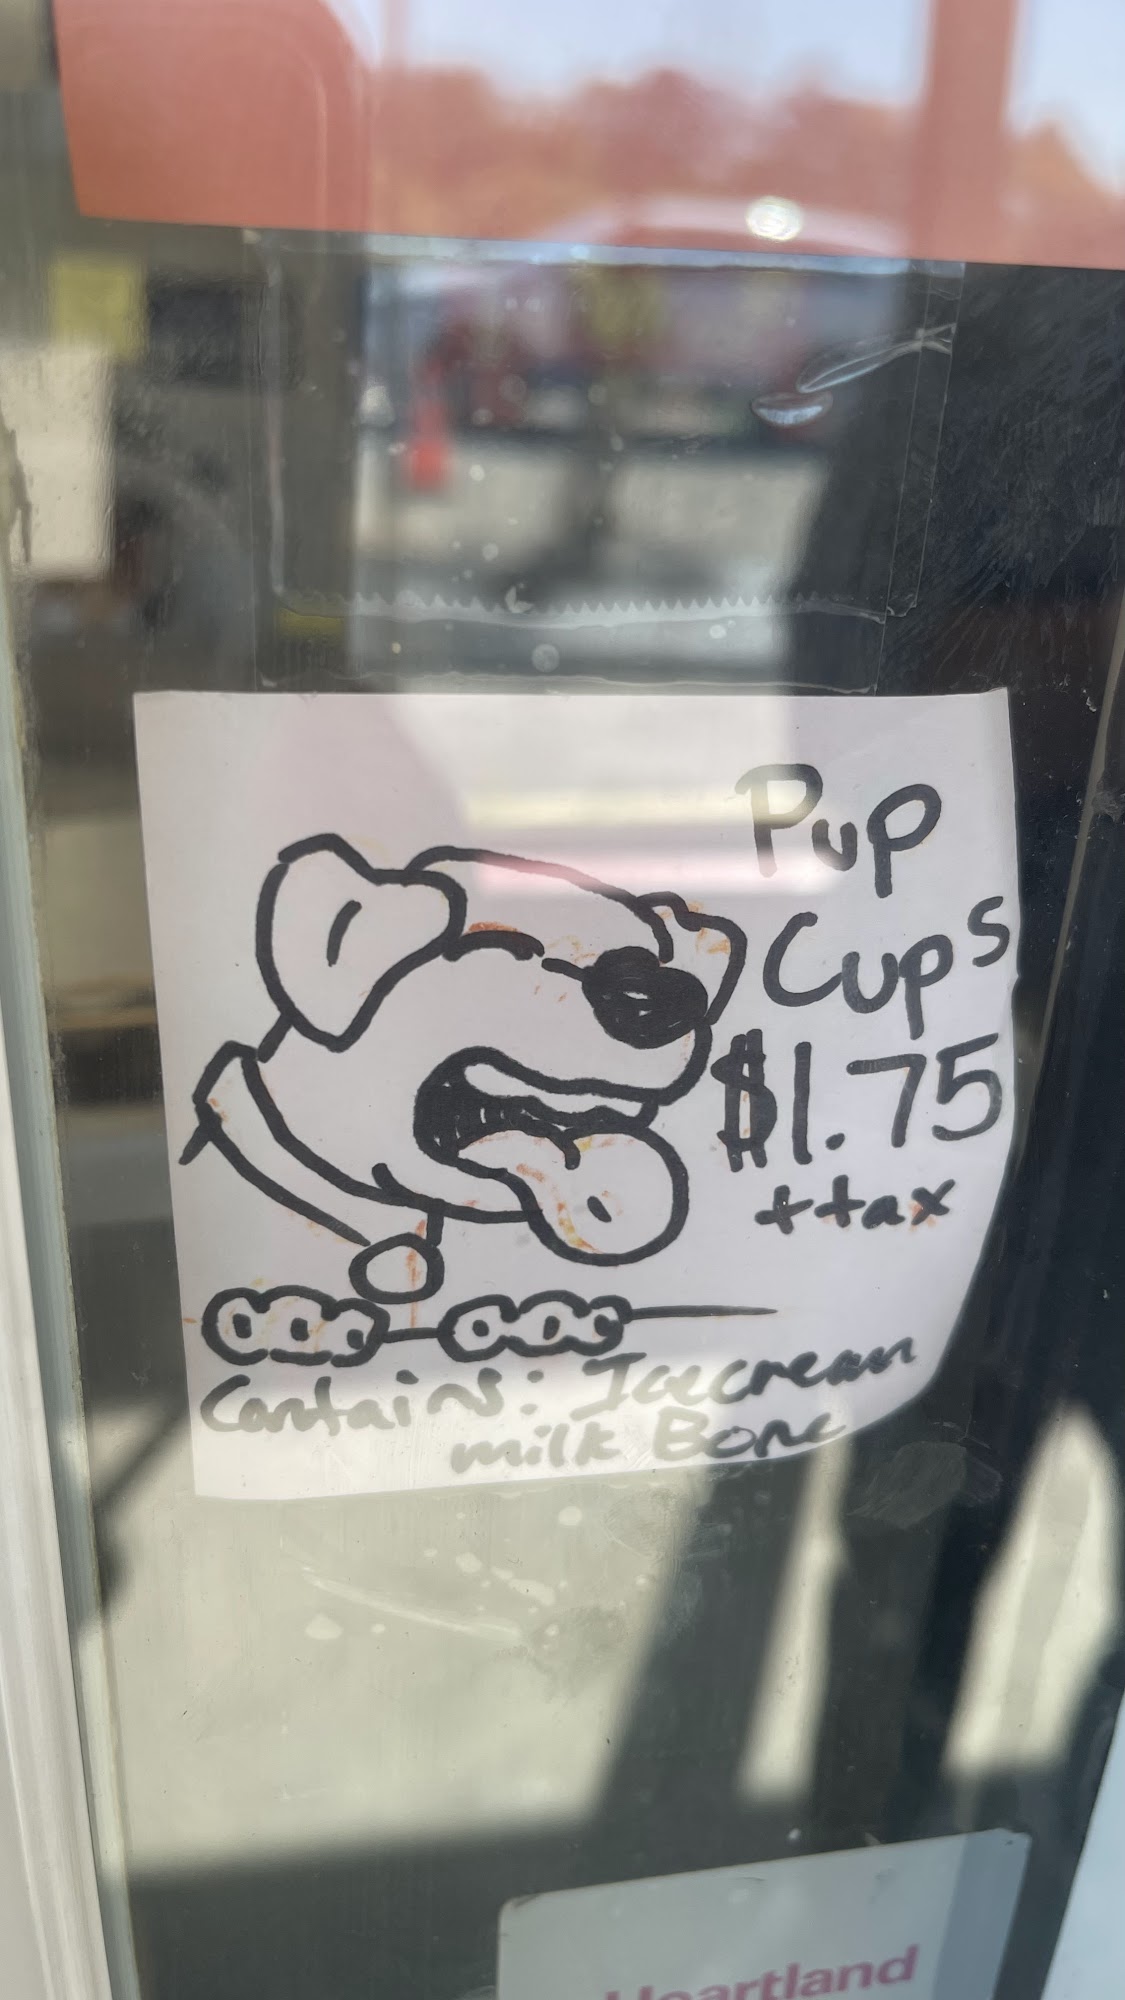 Pup
Cups
$1.75
+tax
Contains: Icecream
milk Bone
Heartland